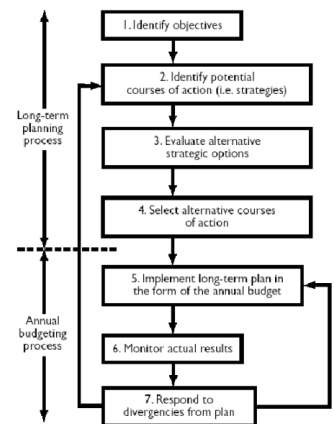 1. Identify objectives
2. Identify potential
courses of action (i.e. strategies)
3. Evaluate alternative
strategic options
4. Select alternative courses
of action
5. Implement long-term plan in
the form of the annual budget
6. Monitor actual results
7. Respond to
divergencies from plan
Long-term
planning
process
Annual
budgeting
process